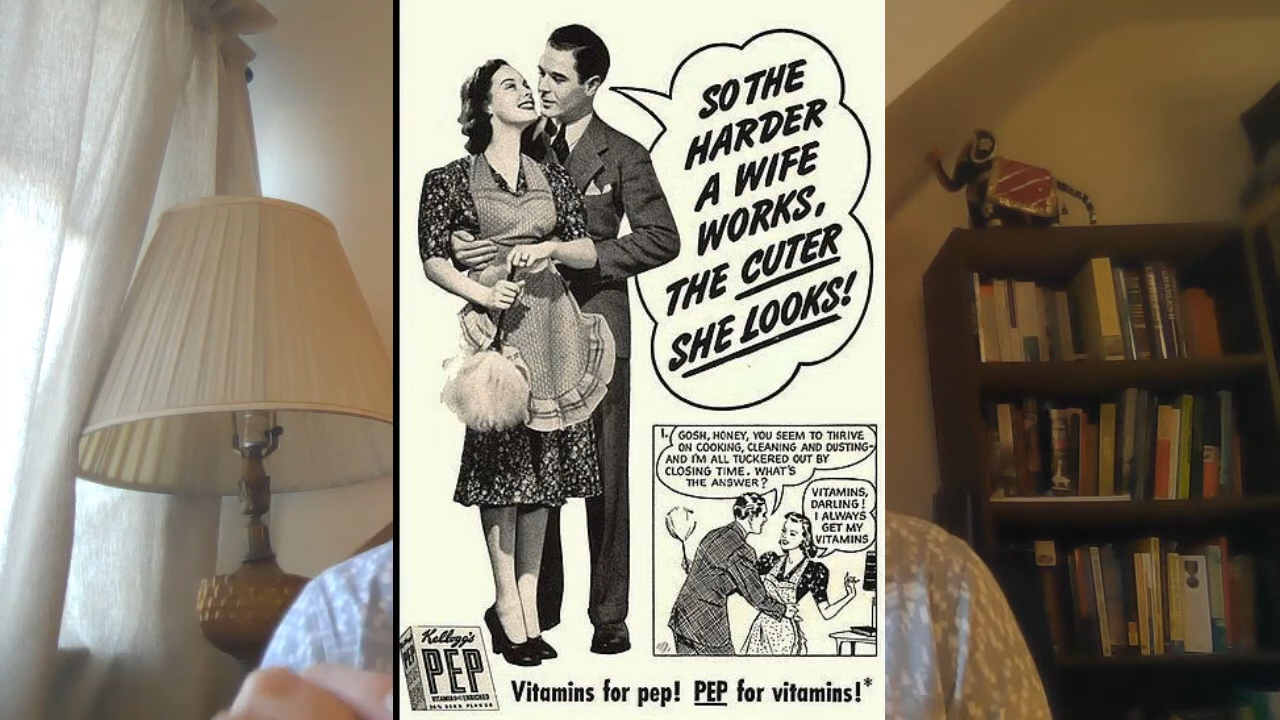 SO THE
HARDER
A WIFE
WORKS,
THE CUTER
SHE LOOKS!
1. GOSH, HONEY, YOU SEEM TO THRIVE
ON COOKING, CLEANING AND DUSTING-
AND I'M ALL TUCKERED OUT BY
CLOSING TIME. WHAT'S
THE ANSWER?
VITAMINS,
DARLING!
I ALWAYS
GET MY
VITAMINS
Kellogg's
PEP
Vitamins for pep! PEP for vitamins!*